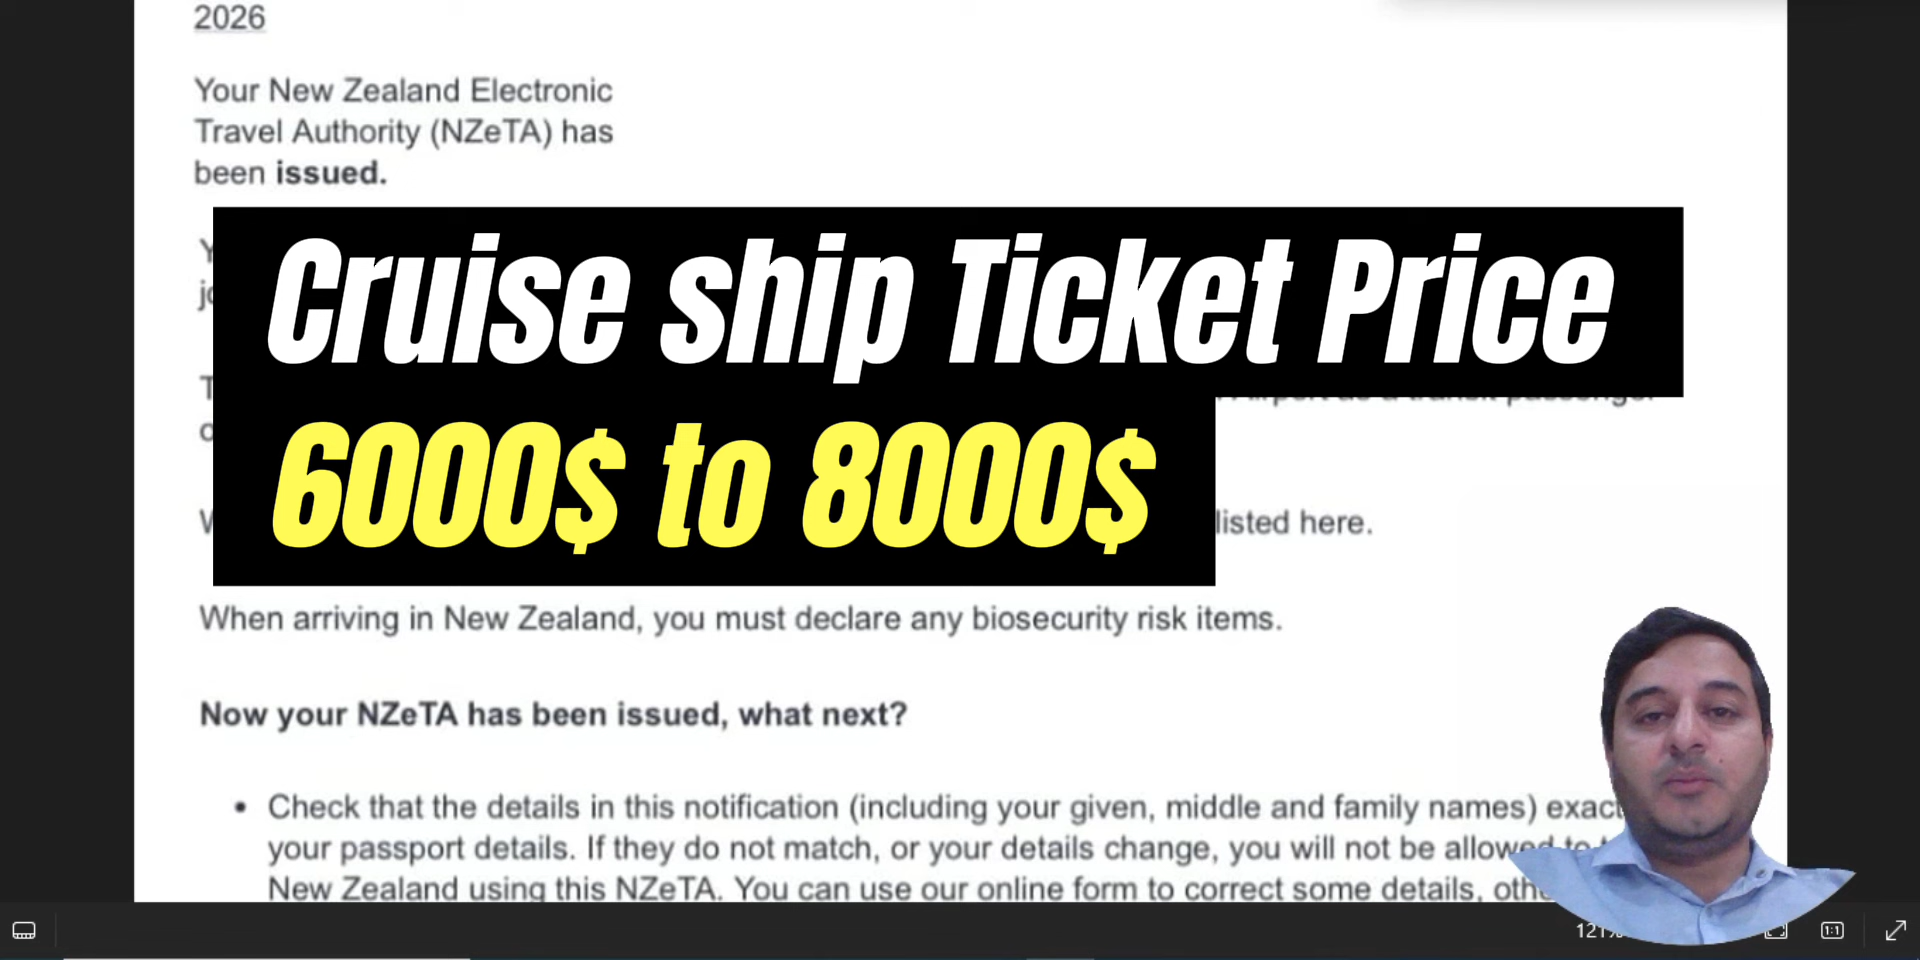 2026
Your New Zealand Electronic
Travel Authority (NZeTA) has
been issued.
Cruise ship Ticket Price
6000$ to 8000$
listed here.
When arriving in New Zealand, you must declare any biosecurity risk items.
Now your NZeTA has been issued, what next?
• Check that the details in this notification (including your given, middle and family names)
your passport details. If they do not match, or your details change, you will not be allowed to
New Zealand using this NZeTA. You can use our online form to correct some details,
1:1